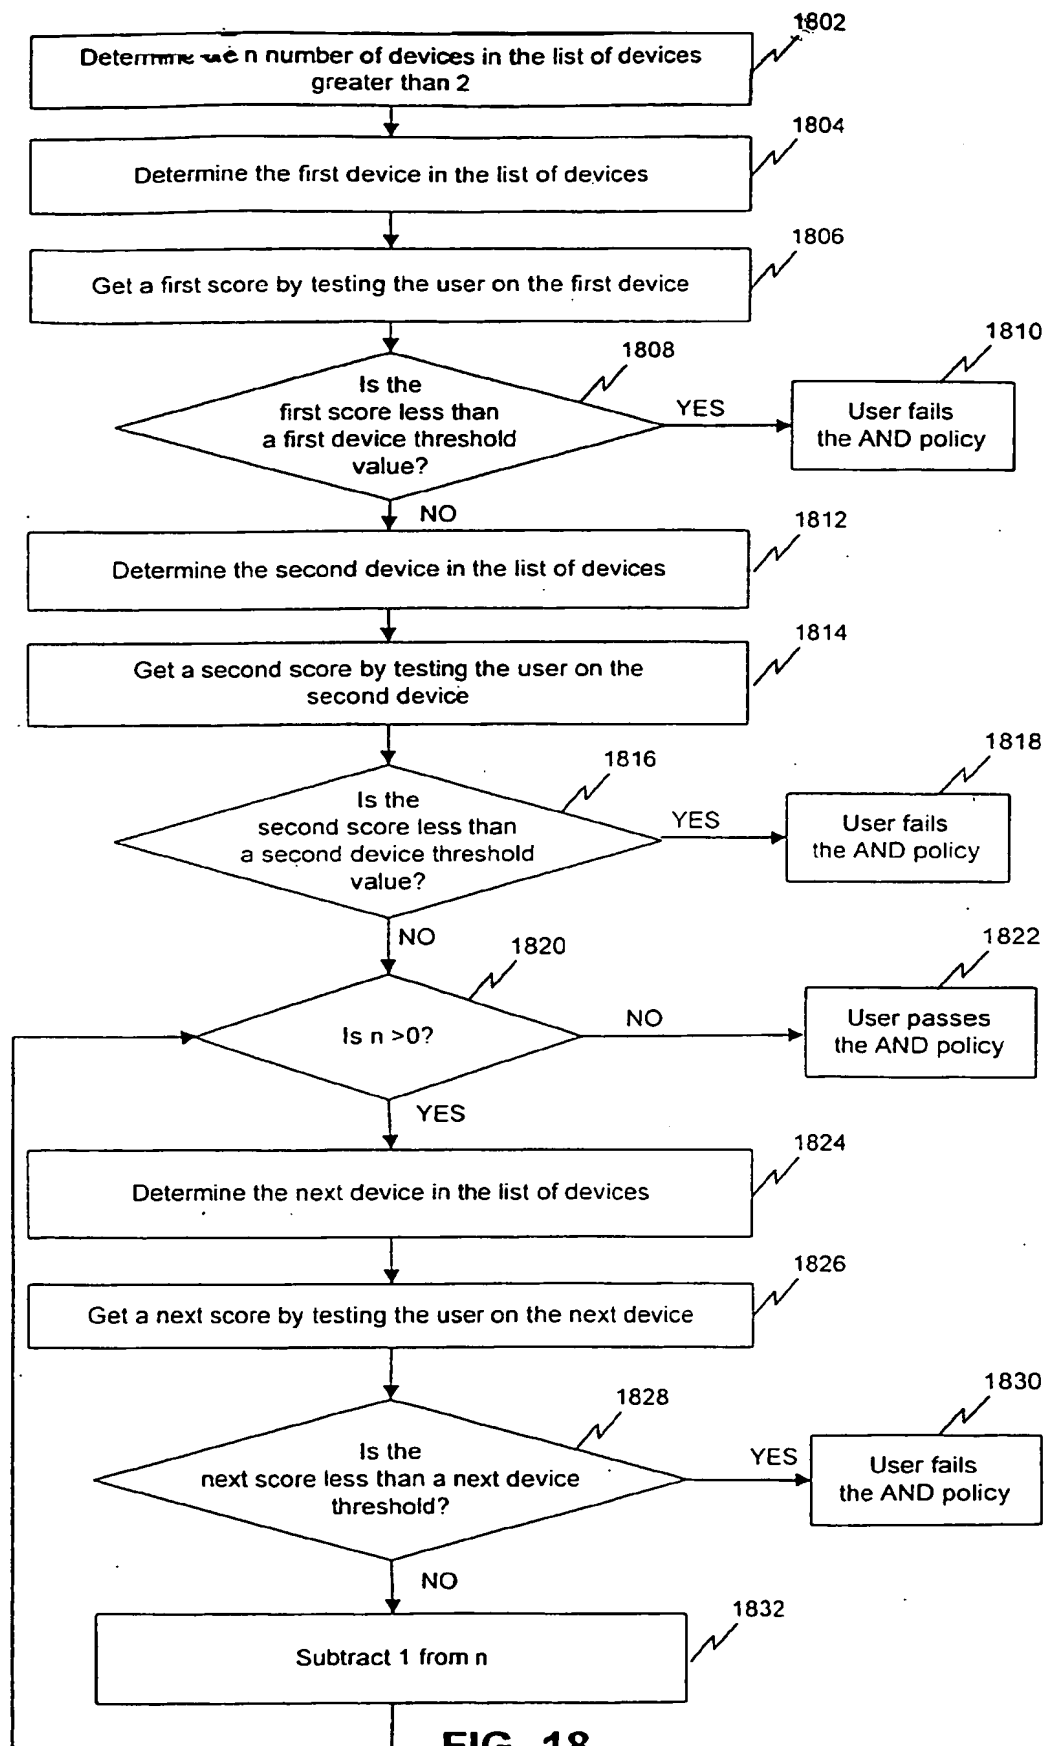 1802
Determine n number of devices in the list of devices
greater than 2
1804
Determine the first device in the list of devices
1806
Get a first score by testing the user on the first device
1808
Is the
first score less than
a first device threshold
value?
YES
1810
User fails
the AND policy
NO
1812
Determine the second device in the list of devices
1814
Get a second score by testing the user on the
second device
1816
Is the
second score less than
a second device threshold
value?
YES
1818
User fails
the AND policy
NO
1820
Is n >0?
NO
1822
User passes
the AND policy
YES
1824
Determine the next device in the list of devices
1826
Get a next score by testing the user on the next device
1828
Is the
next score less than a next device
threshold?
YES
1830
User fails
the AND policy
NO
1832
Subtract 1 from n
FIG. 18